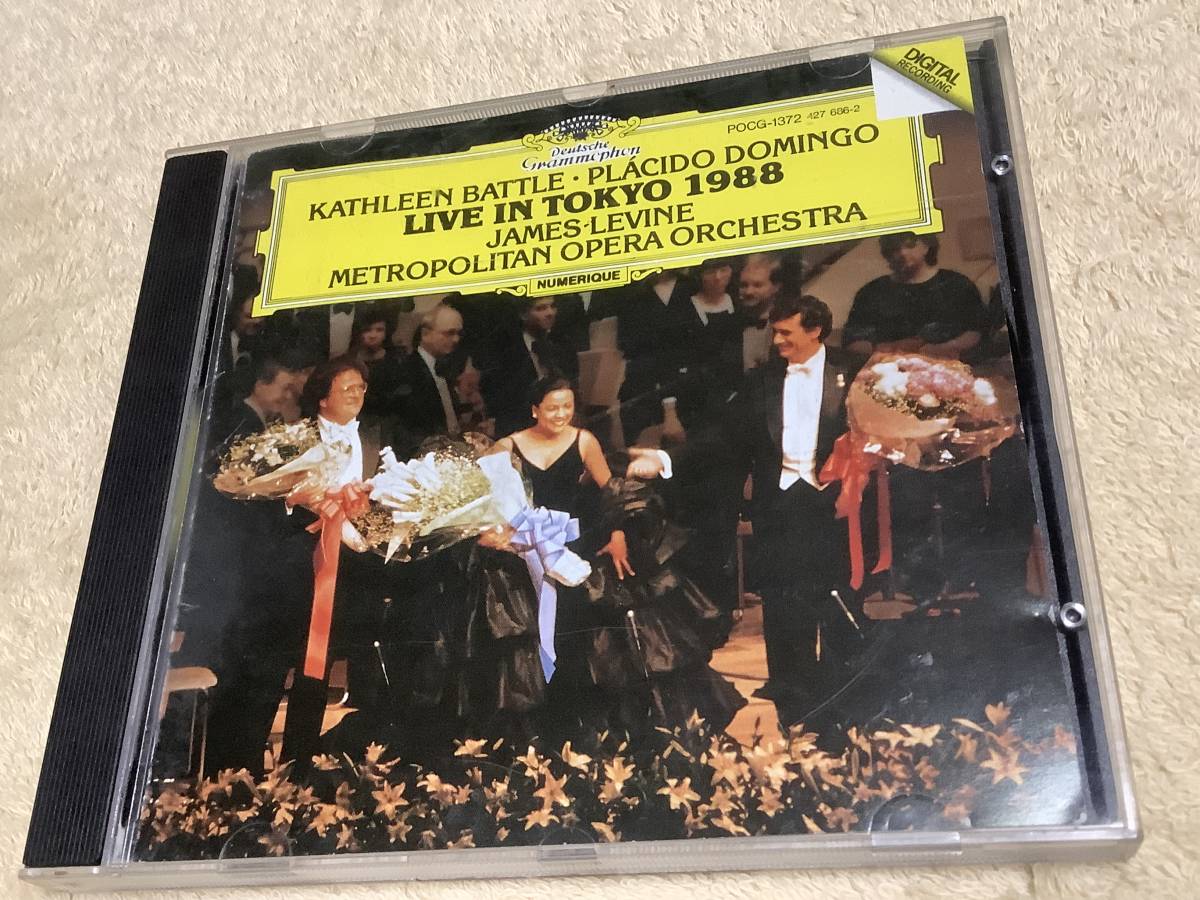 DIGITAL
RECORDING
POCG-1372 427 686-2
Deutsche
Grammophon
KATHLEEN BATTLE · PLÁCIDO DOMINGO
LIVE IN TOKYO 1988
JAMES LEVINE
METROPOLITAN OPERA ORCHESTRA
NUMERIQUE